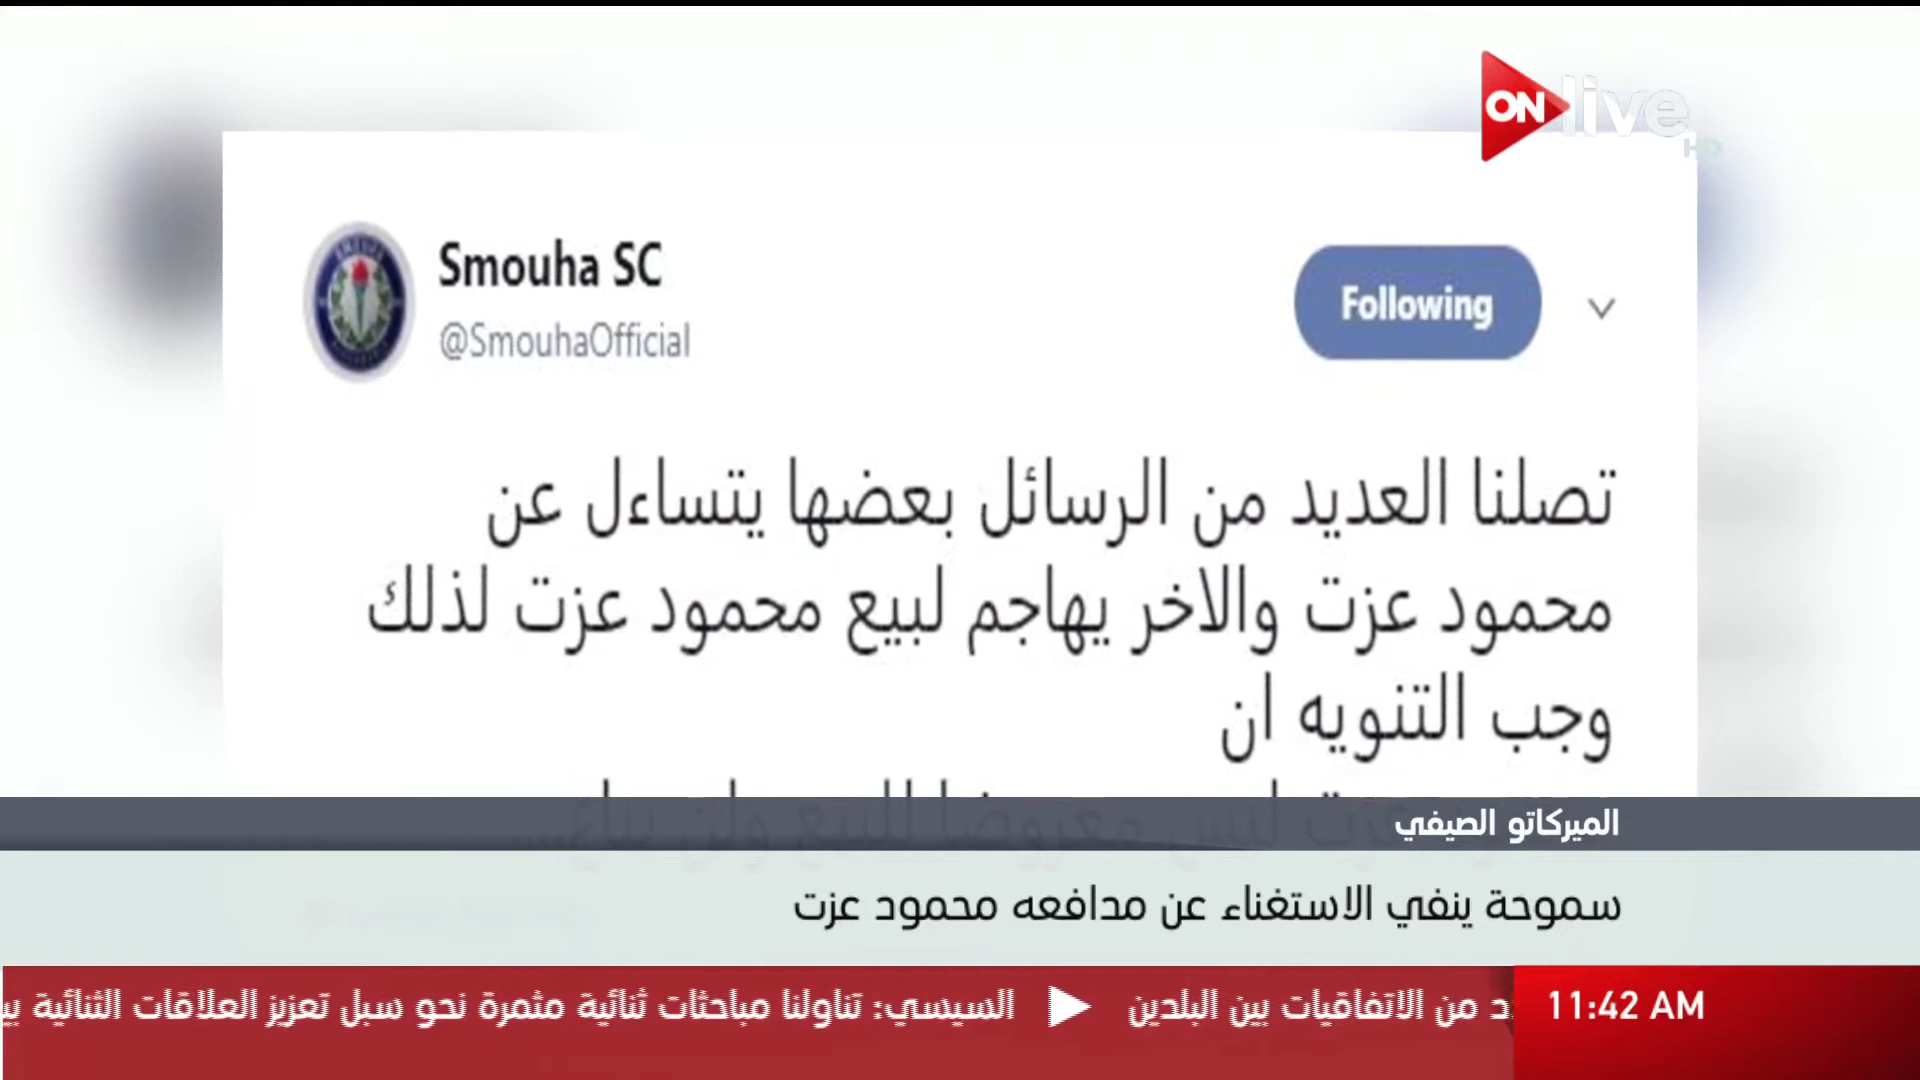 ON live
HD
Smouha SC
@SmouhaOfficial
Following
تصلنا العديد من الرسائل بعضها يتساءل عن
محمود عزت والاخر يهاجم لبيع محمود عزت لذلك
وجب التنويه ان
الميركاتو الصيفي
سموحة ينفي الاستغناء عن مدافعه محمود عزت
11:42 AM
من الاتفاقيات بين البلدين
السيسي: تناولنا مباحثات ثنائية مثمرة نحو سبل تعزيز العلاقات الثنائية